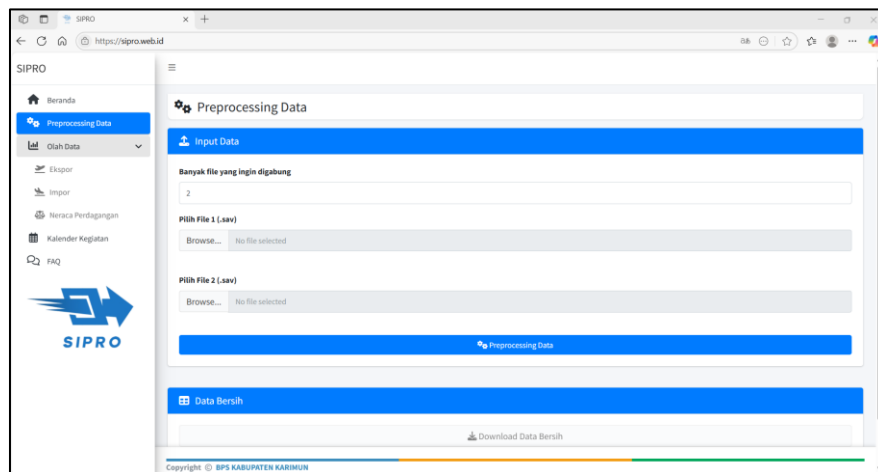 SIPRO
https://sipro.web.id
SIPRO
Beranda
Preprocessing Data
Olah Data
Ekspor
Impor
Neraca Perdagangan
Kalender Kegiatan
FAQ
SIPRO
Preprocessing Data
Input Data
Banyak file yang ingin digabung
2
Pilih File 1 (.sav)
Browse... No file selected
Pilih File 2 (.sav)
Browse... No file selected
Preprocessing Data
Data Bersih
Download Data Bersih
Copyright © BPS KABUPATEN KARIMUN